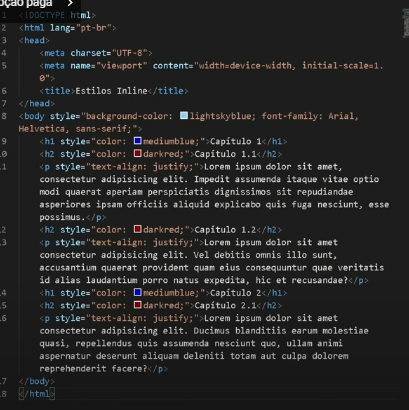 oção paga >
1 <!DOCTYPE html>
2 <html lang="pt-br">
3 <head>
4 <meta charset="UTF-8">
5 <meta name="viewport" content="width=device-width, initial-scale=1.
0">
6 <title>Estilos Inline</title>
7 </head>
8 <body style="background-color: lightskyblue; font-family: Arial,
Helvetica, sans-serif;">
9 <h1 style="color: mediumblue;">Capítulo 1</h1>
10 <h2 style="color: darkred;">Capítulo 1.1</h2>
11 <p style="text-align: justify;">Lorem ipsum dolor sit amet,
consectetur adipisicing elit. Impedit assumenda itaque vitae optio
modi quaerat aperiam perspiciatis dignissimos sit repudiandae
asperiores ipsam officiis aliquid explicabo quis fuga nesciunt, esse
possimus.</p>
12 <h2 style="color: darkred;">Capítulo 1.2</h2>
13 <p style="text-align: justify;">Lorem ipsum dolor sit amet
consectetur adipisicing elit. Vel debitis omnis illo sunt,
accusantium quaerat provident quam eius consequuntur quae veritatis
id alias laudantium porro natus expedita, hic et recusandae?</p>
14 <h1 style="color: mediumblue;">Capítulo 2</h1>
15 <h2 style="color: darkred;">Capítulo 2.1</h2>
16 <p style="text-align: justify;">Lorem ipsum dolor sit amet
consectetur adipisicing elit. Ducimus blanditiis earum molestiae
quasi, repellendus quis assumenda nesciunt quo, ullam animi
aspernatur deserunt aliquam deleniti totam aut culpa dolorem
reprehenderit facere?</p>
17 </body>
18 </html>